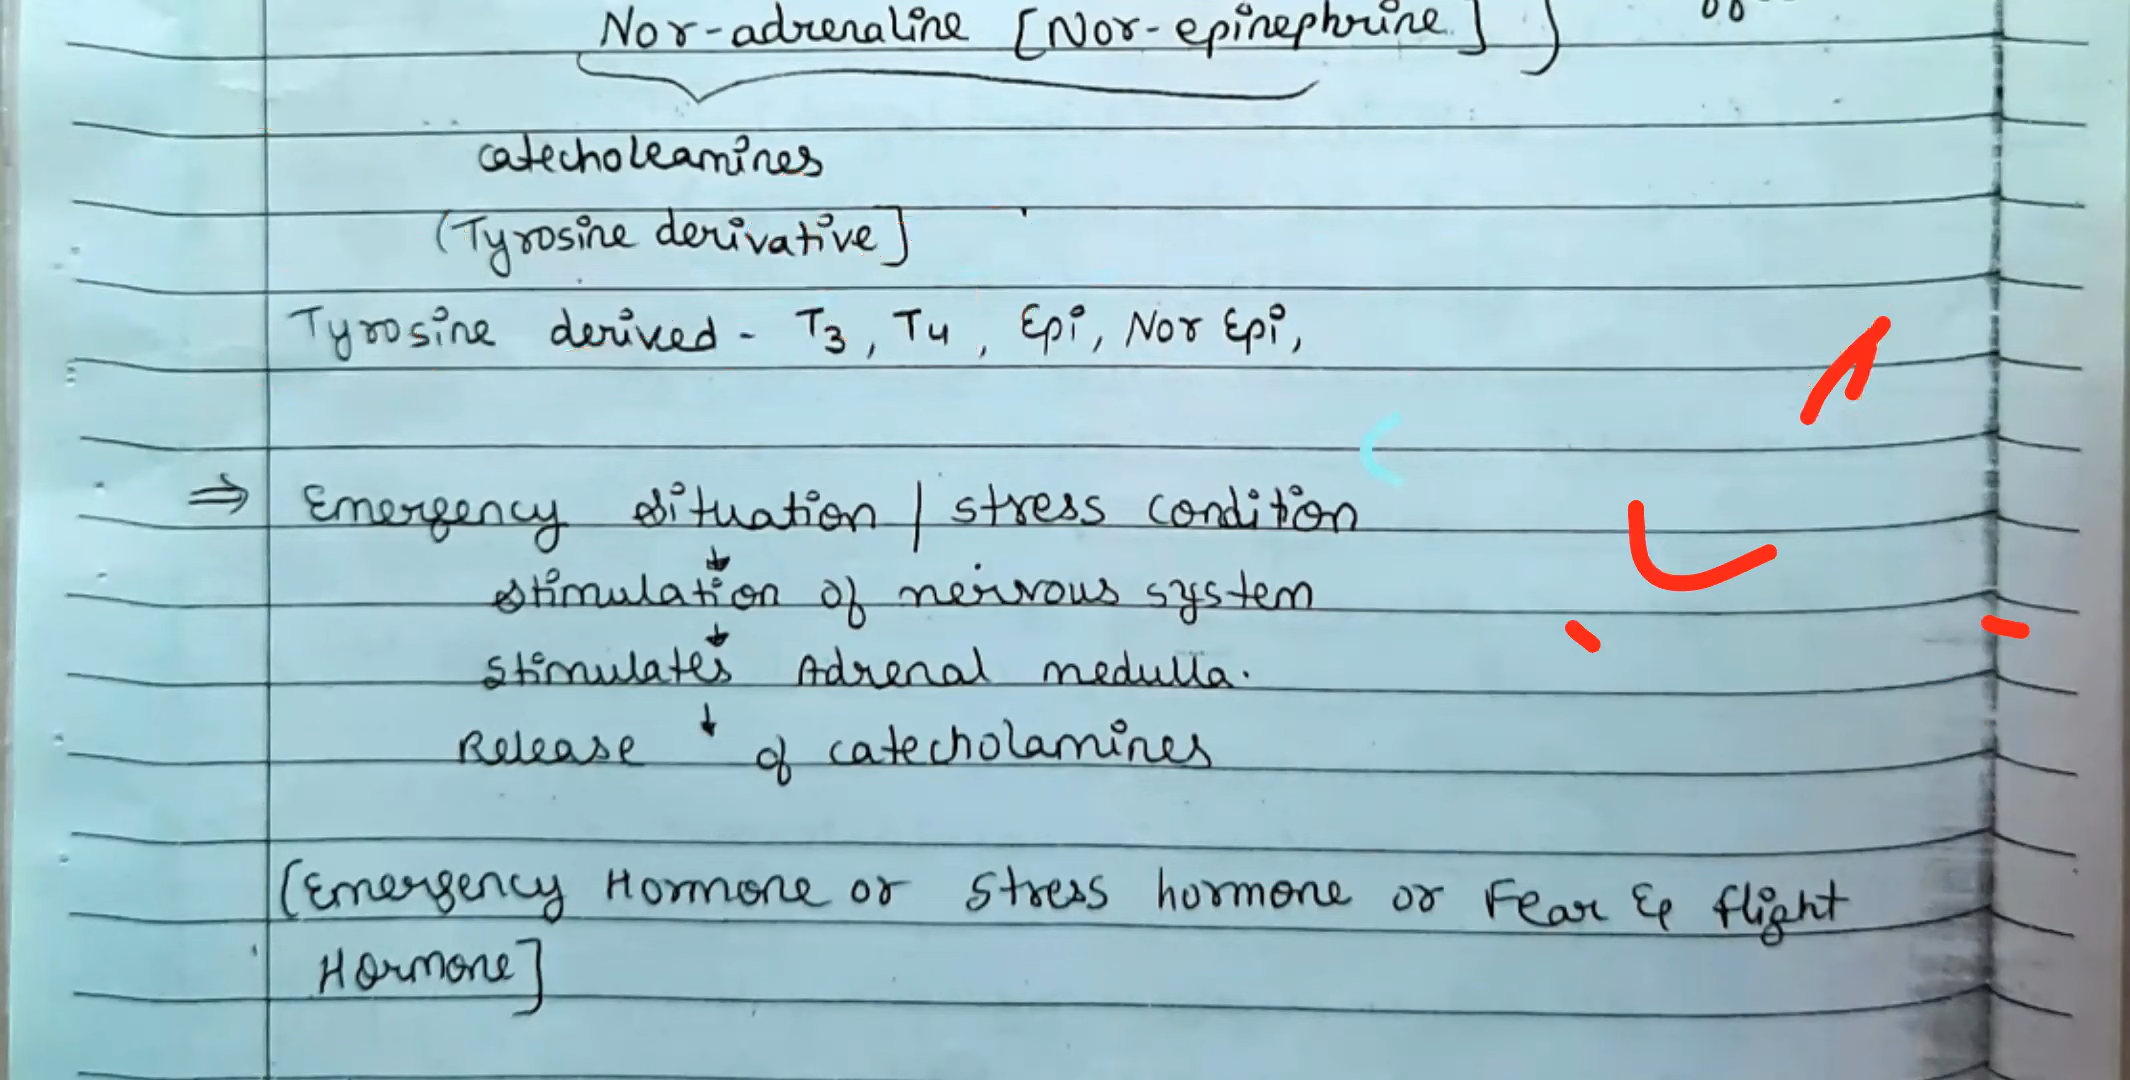 Nor-adrenaline [Nor-epinephrine] )
catecholeamines
(Tyrosine derivative]
Tyrosine derived - T3, T4, Epi, Nor Epi,
⇒ Emergency situation | stress condition
↓
stimulation of nervous system
↓
stimulates Adrenal medulla.
↓
Release of catecholamines
(Emergency Hormone or stress hormone or Fear & flight
Hormone]